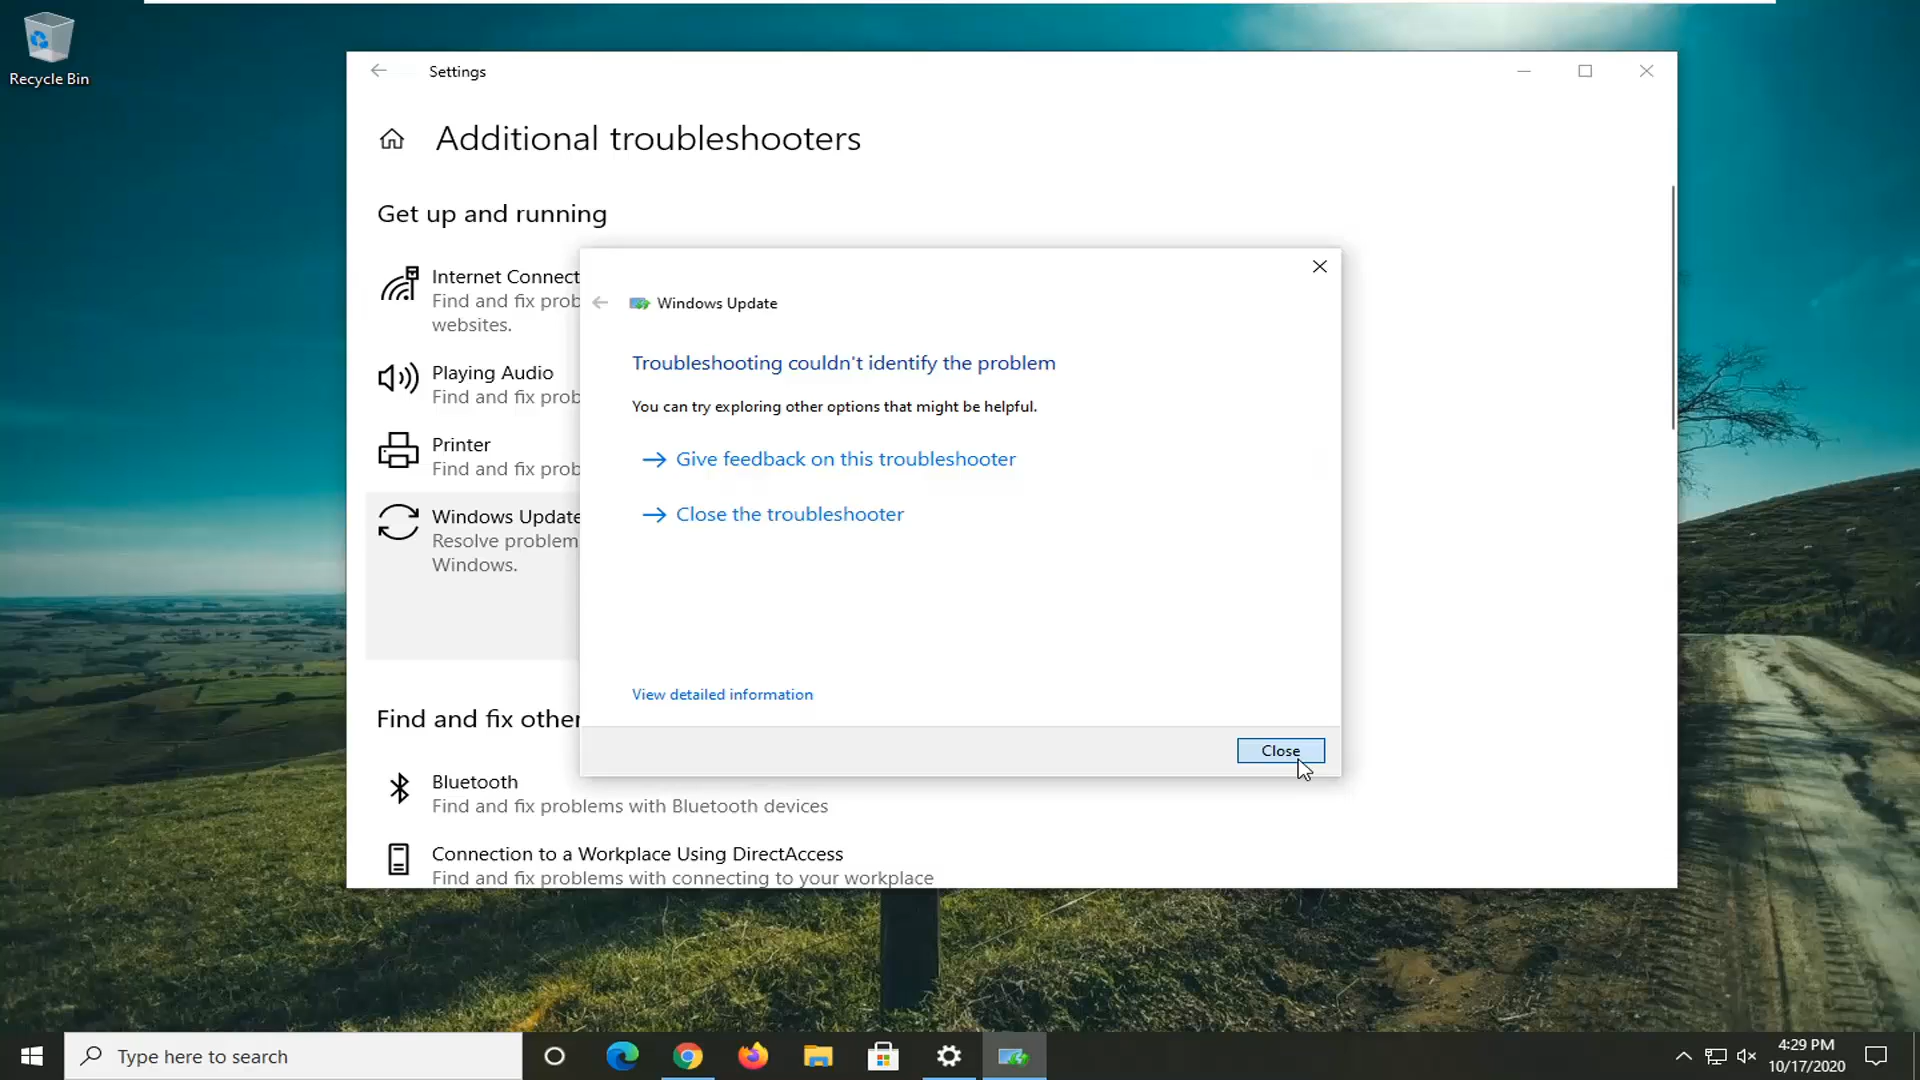 Recycle Bin
Settings
Additional troubleshooters
Get up and running
Internet Connect
Find and fix prob
websites.
Playing Audio
Find and fix prob
Printer
Find and fix prob
Windows Update
Resolve problem
Windows.
Find and fix other
Bluetooth
Find and fix problems with Bluetooth devices
Connection to a Workplace Using DirectAccess
Find and fix problems with connecting to your workplace
Windows Update
Troubleshooting couldn't identify the problem
You can try exploring other options that might be helpful.
Give feedback on this troubleshooter
Close the troubleshooter
View detailed information
Close
Type here to search
4:29 PM
10/17/2020